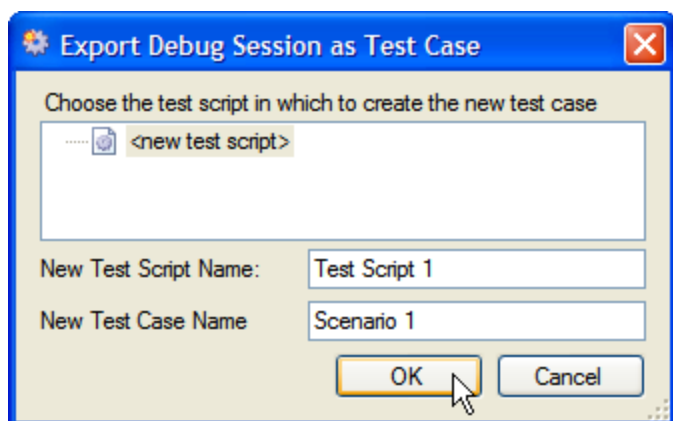 Export Debug Session as Test Case
Choose the test script in which to create the new test case
<new test script>
New Test Script Name: Test Script 1
New Test Case Name Scenario 1
OK Cancel